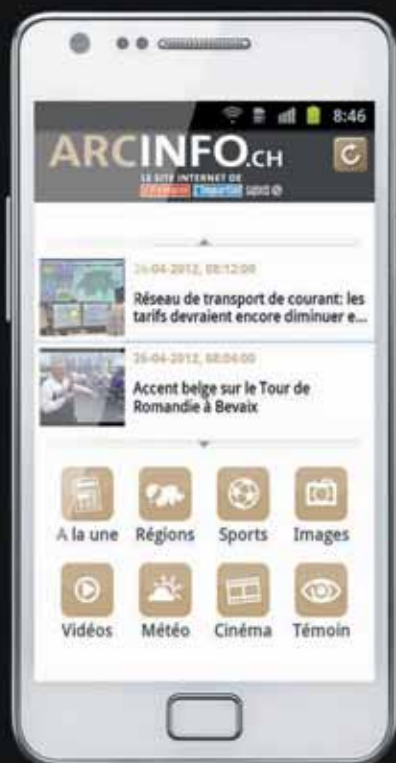 8:46
ARCINFO.CH
LE SITE INTERNET DE
L'Express L'Impartial
26-04-2012, 08:12:00
Réseau de transport de courant: les
tarifs devraient encore diminuer e...
26-04-2012, 08:04:00
Accent belge sur le Tour de
Romandie à Bevaix
A la une Régions Sports Images
Vidéos Météo Cinéma Témoin